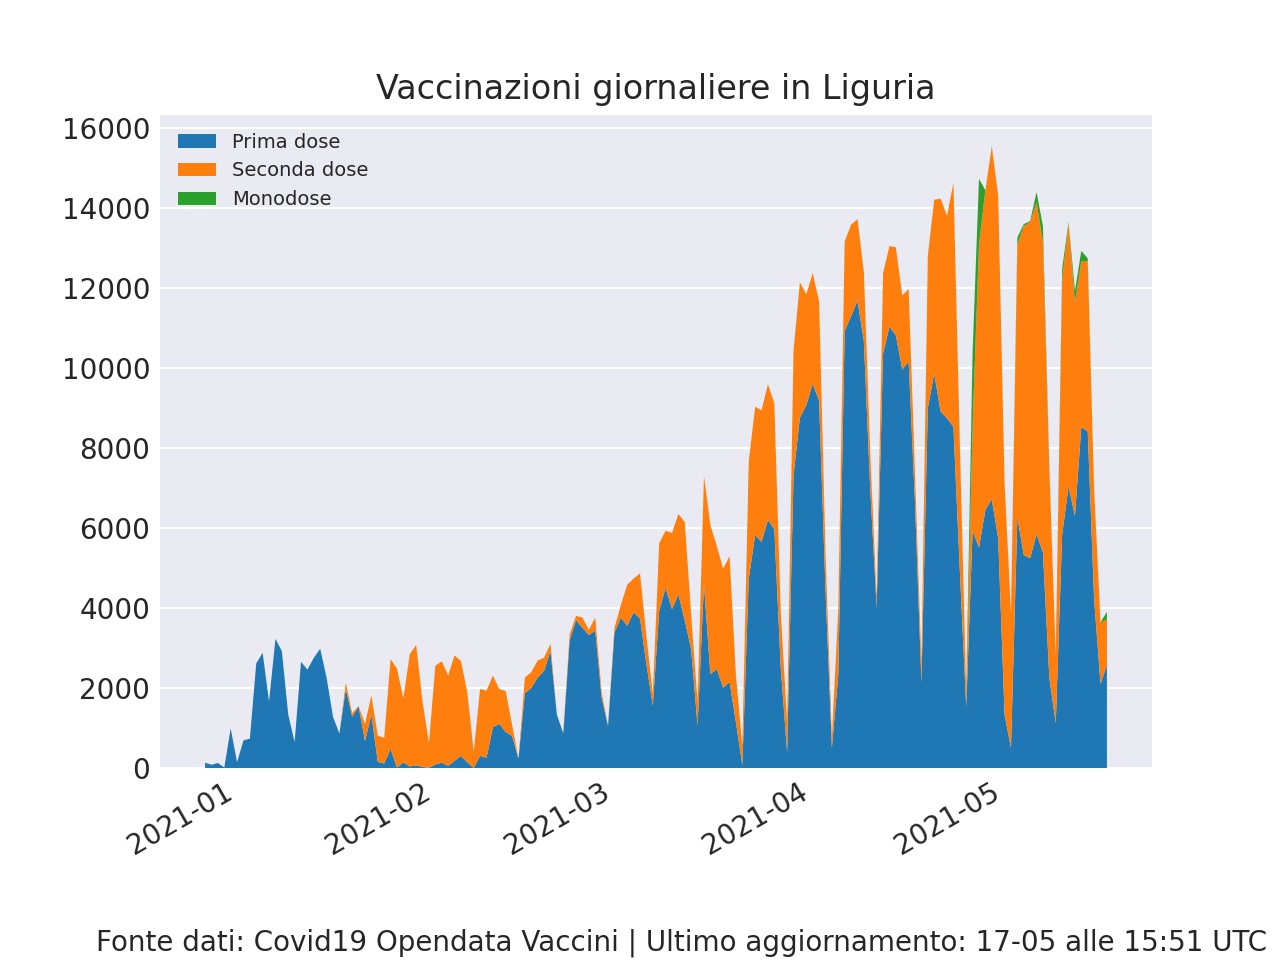 Vaccinazioni giornaliere in Liguria
16000
14000
12000
10000
8000
6000
4000
2000
0
Prima dose
Seconda dose
Monodose
2021-01
2021-02
2021-03
2021-04
2021-05
Fonte dati: Covid19 Opendata Vaccini | Ultimo aggiornamento: 17-05 alle 15:51 UTC